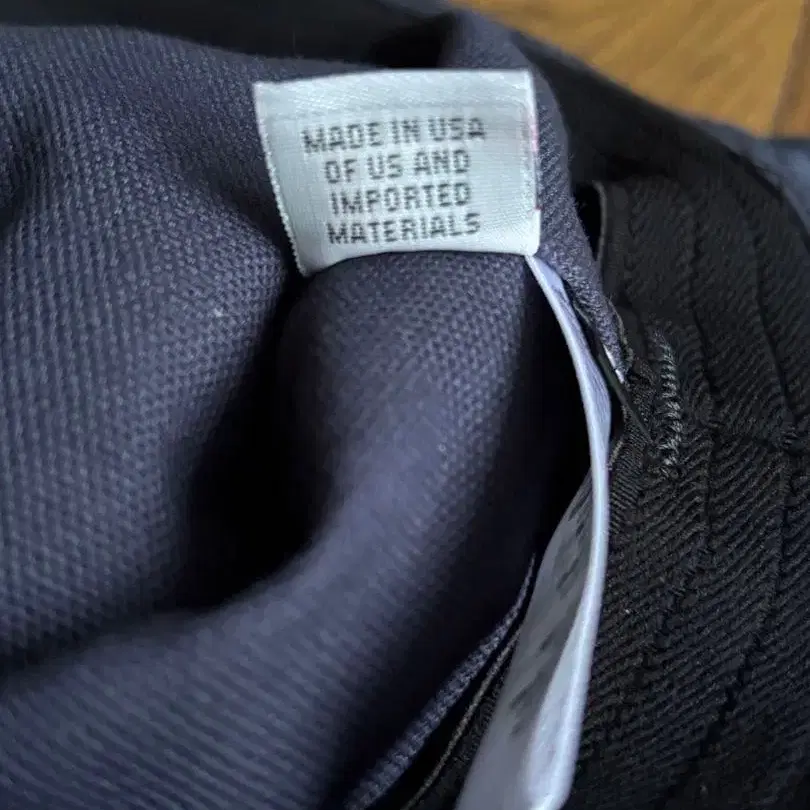 MADE IN USA
OF US AND
IMPORTED
MATERIALS